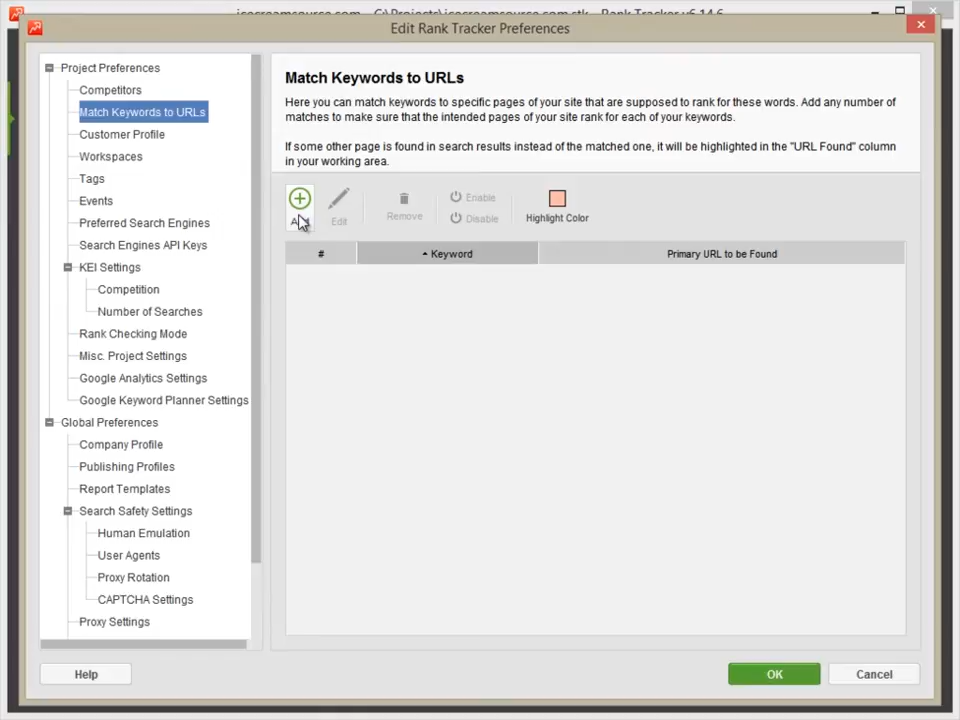 Edit Rank Tracker Preferences
Project Preferences
Competitors
Match Keywords to URLs
Customer Profile
Workspaces
Tags
Events
Preferred Search Engines
Search Engines API Keys
KEI Settings
Competition
Number of Searches
Rank Checking Mode
Misc. Project Settings
Google Analytics Settings
Google Keyword Planner Settings
Global Preferences
Company Profile
Publishing Profiles
Report Templates
Search Safety Settings
Human Emulation
User Agents
Proxy Rotation
CAPTCHA Settings
Proxy Settings
Match Keywords to URLs
Here you can match keywords to specific pages of your site that are supposed to rank for these words. Add any number of
matches to make sure that the intended pages of your site rank for each of your keywords.
If some other page is found in search results instead of the matched one, it will be highlighted in the "URL Found" column
in your working area.
Edit
Remove
Enable
Disable
Highlight Color
# Keyword Primary URL to be Found
Help
OK
Cancel